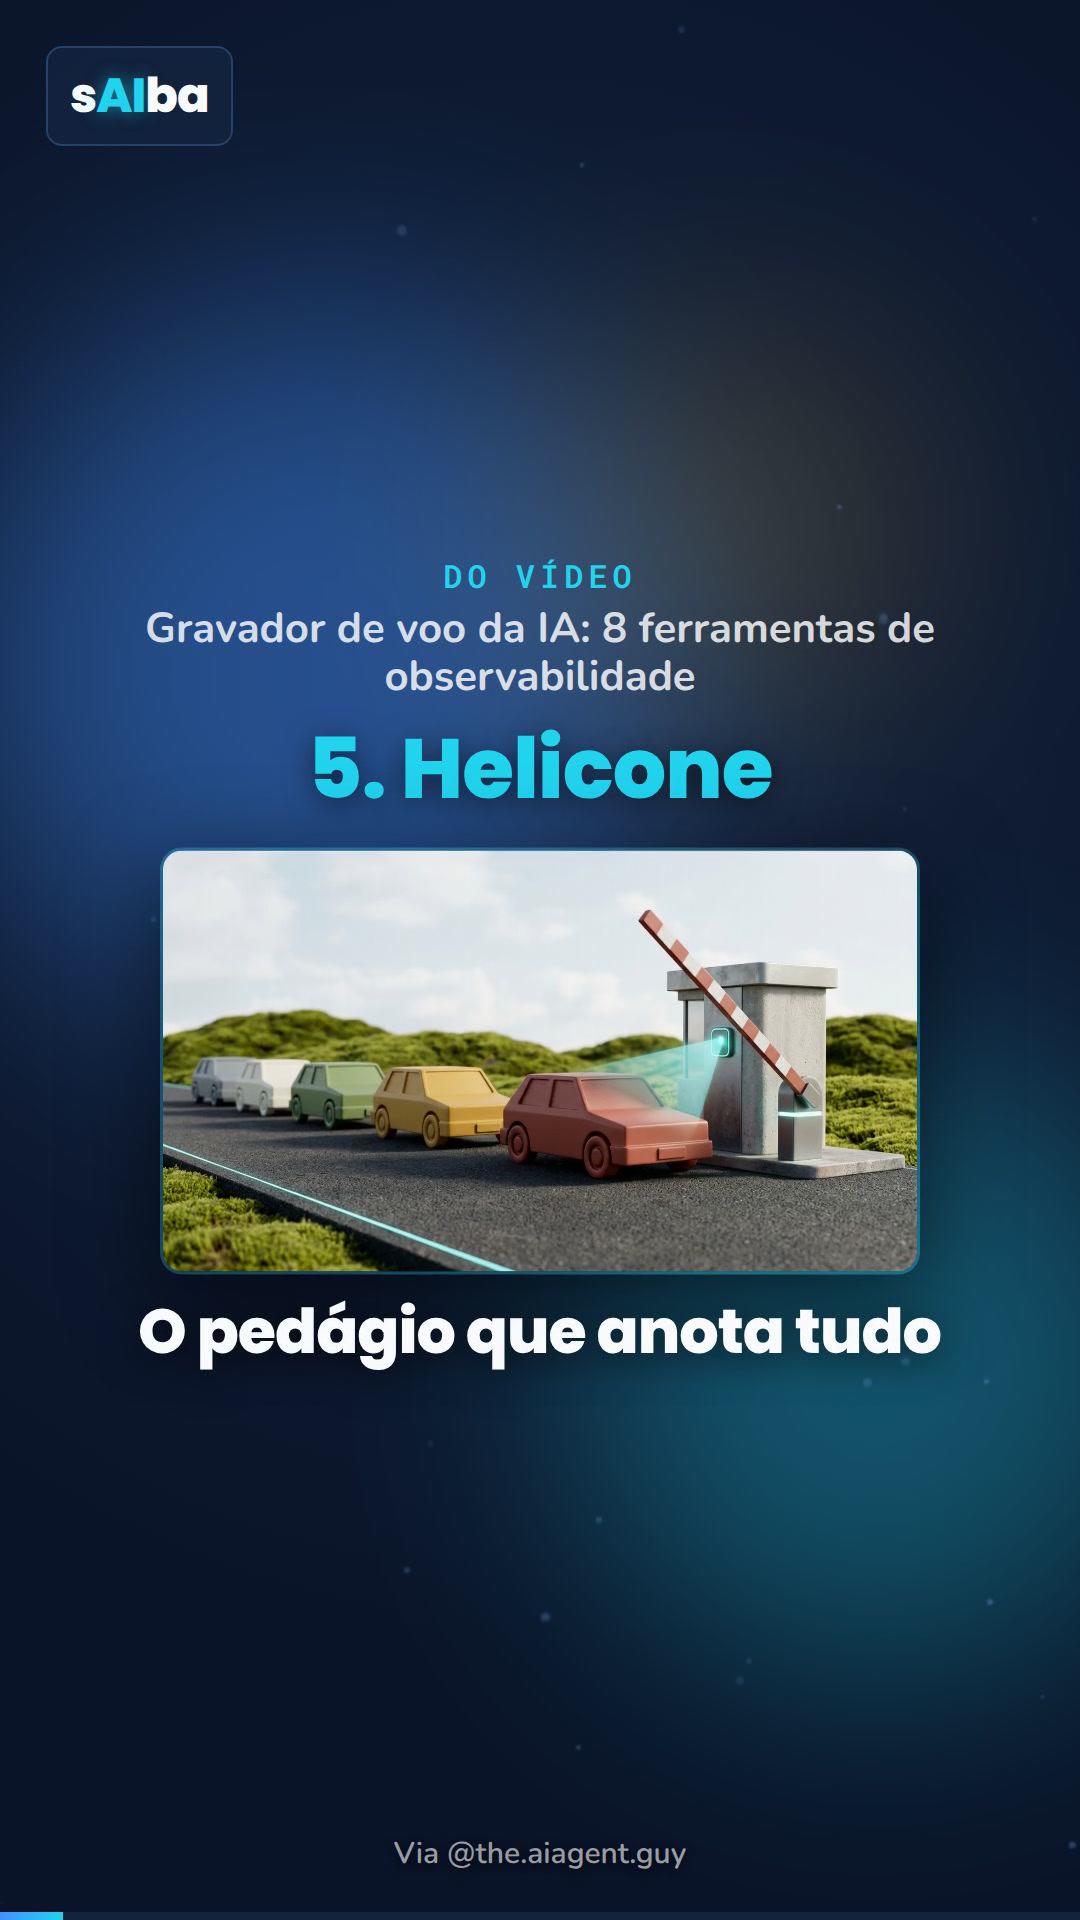 sAIba
DO VÍDEO
Gravador de voo da IA: 8 ferramentas de
observabilidade
5. Helicone
O pedágio que anota tudo
Via @the.aiagent.guy